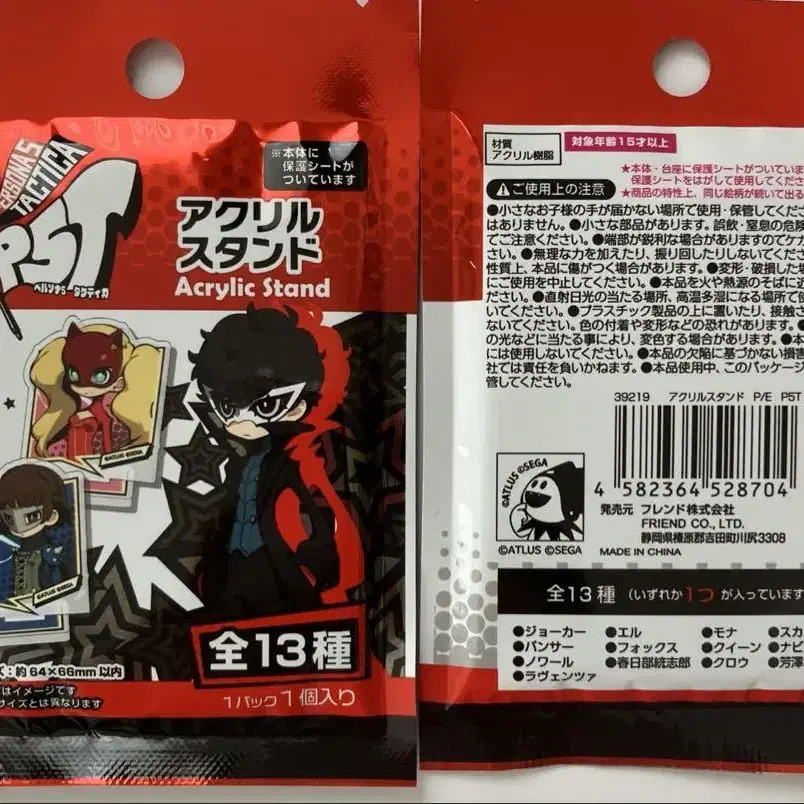 TACTICA
P5T
ペルソナ5 タクティカ
※本体に
保護シートが
ついています
アクリル
スタンド
Acrylic Stand
©ATLUS ©SEGA
©ATLUS ©SEGA
全13種
1パック1個入り
約64×66mm 以内
はイメージです
サイズとは異なります
材質
アクリル樹脂
対象年齢15才以上
★本体・台座に保護シートがついていま
保護シートをはがして使用してくださ
★商品の特性上、同じ絵柄が続いて出る
ご使用上の注意
●小さなお子様の手が届かない場所で使用・保管してくだ
はありません。●小さな部品があります。誤飲・窒息の危険
でご注意ください。●端部が鋭利な場合がありますのでケガ
さい。●無理な力を加えたり、振り回したりしないでくださ
性質上、本品に傷がつく場合があります。●変形・破損した場
にご使用を中止してください。●本品を火や熱源のそばに近
ださい。●直射日光の当たる場所、高温多湿になる場所で使
いでください。●プラスチック製品の上に置いたり、接触さ
ないでください。色の付着や変形などの恐れがあります。
の光などに当たる事により、変色する場合があります。●本
には使用しないでください。●本品の欠陥に基づかない損害
社では責任を負いかねます。●本品使用中、このパッケージ
管してください。
39219 アクリルスタンド P/E P5T
4 582364 528704
©ATLUS ©SEGA
©ATLUS ©SEGA
発売元 フレンド株式会社
FRIEND CO., LTD.
静岡県榛原郡吉田町川尻3308
MADE IN CHINA
全13種 (いずれか1つが入っています
●ジョーカー ●エル ●モナ ●スカ
●パンサー ●フォックス ●クイーン ●ナビ
●ノワール ●春日部統志郎 ●クロウ ●芳澤
●ラヴェンツァ